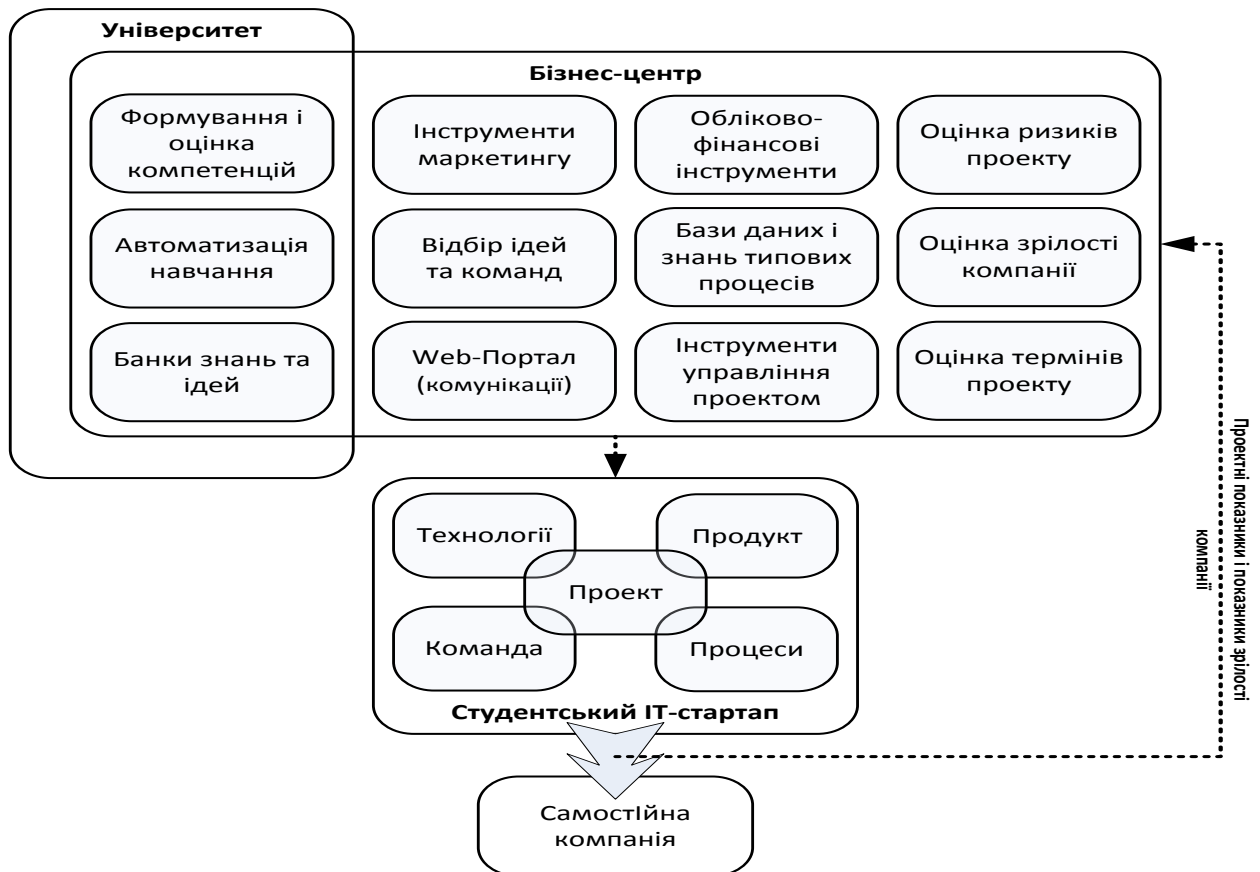 Університет
Бізнес-центр
Формування і
оцінка
компетенцій
Інструменти
маркетингу
Обліково-
фінансові
інструменти
Оцінка ризиків
проекту
Автоматизація
навчання
Відбір ідей
та команд
Бази даних і
знань типових
процесів
Оцінка зрілості
компанії
Банки знань та
ідей
Web-Портал
(комунікації)
Інструменти
управління
проектом
Оцінка термінів
проекту
Проектні показники і показники зрілості
компанії
Технології
Продукт
Проект
Команда
Процеси
Студентський ІТ-стартап
СамостІйна
компанія